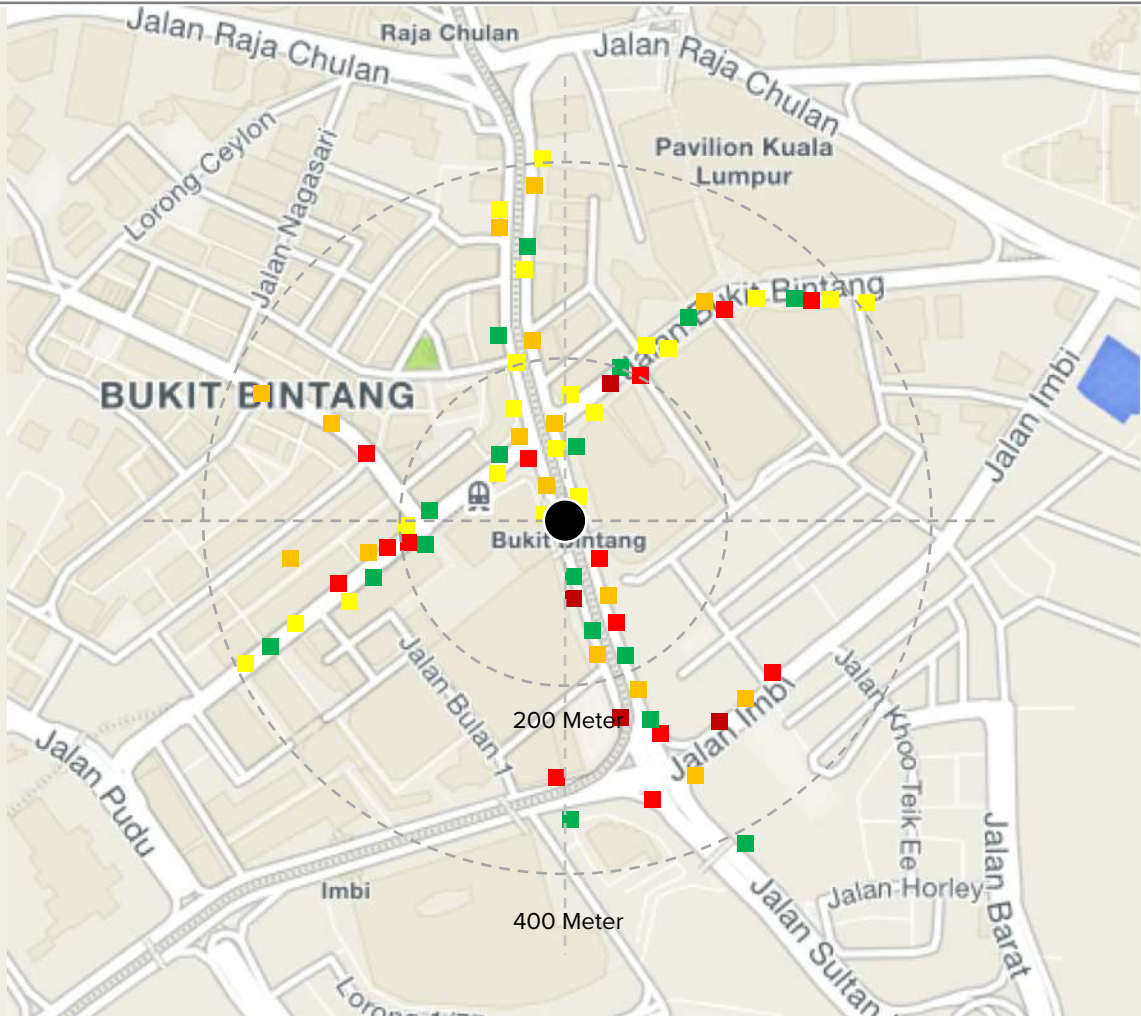 Jalan Raja Chulan
Raja Chulan
Jalan Raja Chulan
Lorong Ceylon
Jalan Nagasari
Pavilion Kuala
Lumpur
Jalan Bukit Bintang
Jalan Imbi
BUKIT BINTANG
Bukit Bintang
Jalan Bulan 1
200 Meter
Jalan Imbi
Jalan Khoo-Teik-Ee
Jalan Pudu
Jalan Barat
Imbi
Jalan Horley
400 Meter
Jalan Sultan